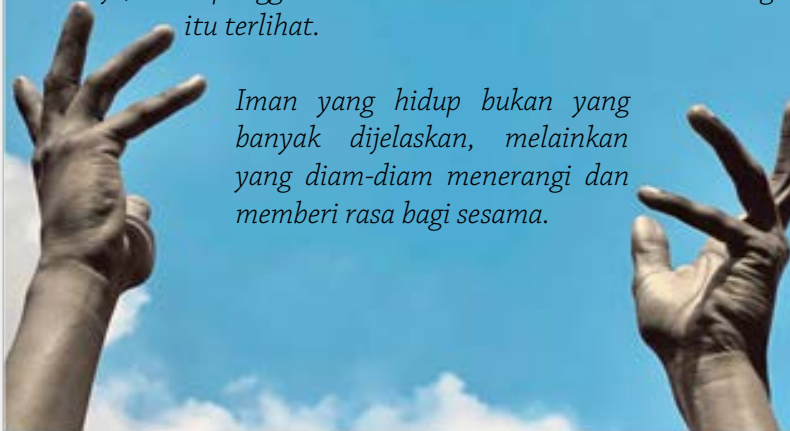 itu terlihat.
Iman yang hidup bukan yang
banyak dijelaskan, melainkan
yang diam-diam menerangi dan
memberi rasa bagi sesama.